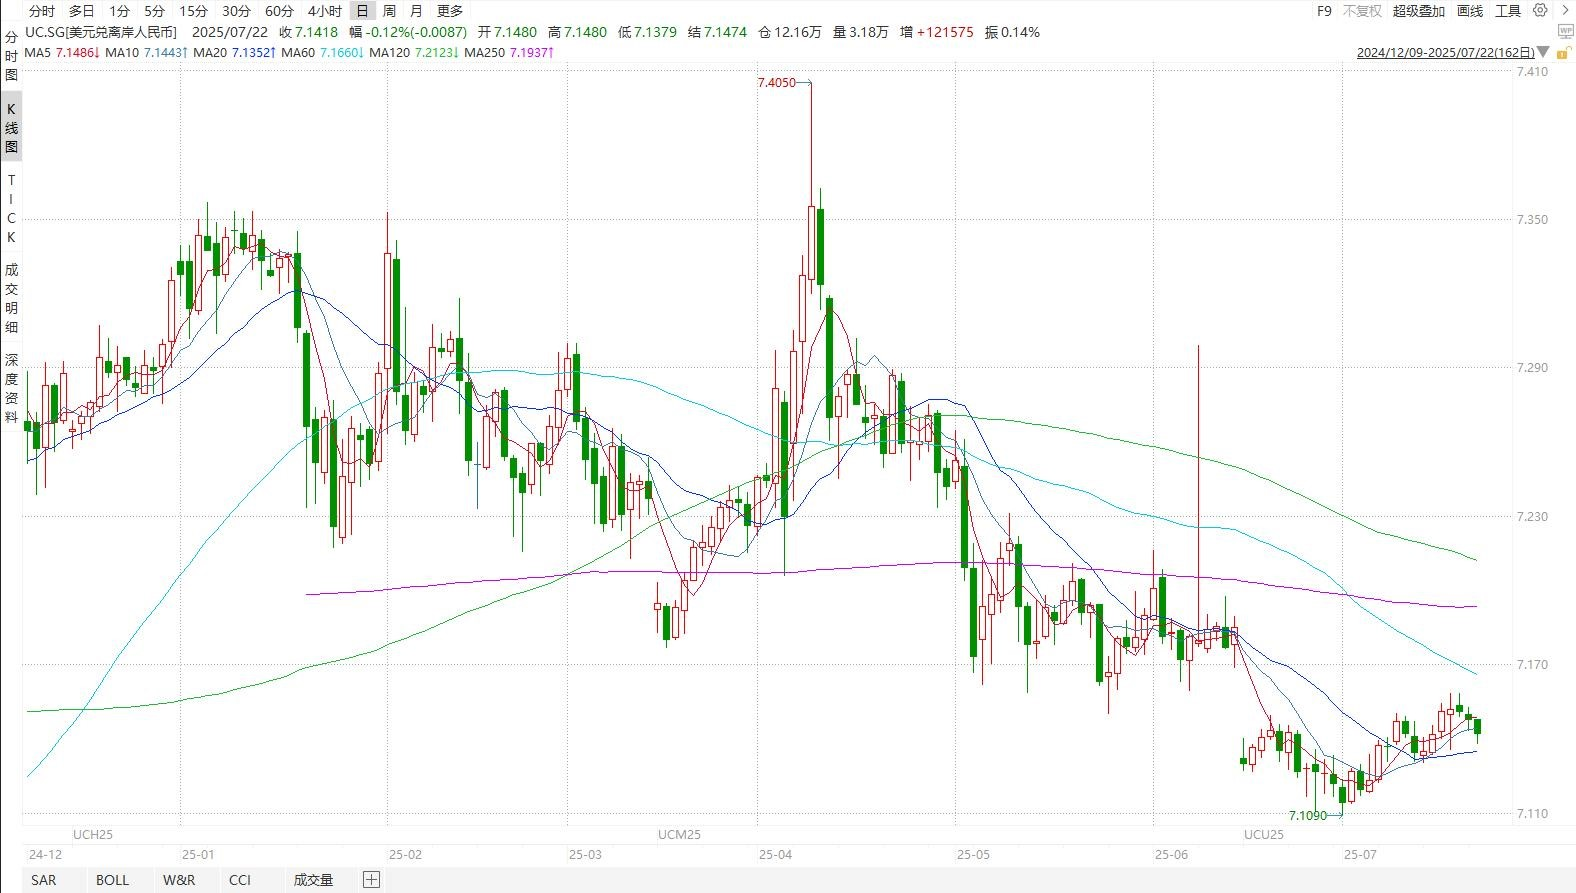 分时 多日 1分 5分 15分 30分 60分 4小时 日 周 月 更多 F9 不复权 超级叠加 画线 工具
UC.SG[美元兑离岸人民币] 2025/07/22 收7.1418 幅-0.12%(-0.0087) 开7.1480 高7.1480 低7.1379 结7.1474 仓12.16万 量3.18万 增+121575 振0.14%
MA5 7.1486↓ MA10 7.1443↑ MA20 7.1352↑ MA60 7.1660↓ MA120 7.2123↓ MA250 7.1937↑
2024/12/09-2025/07/22(162日)
WP
分时图
K线图
TICK
成交明细
深度资料
7.4050
7.410
7.350
7.290
7.230
7.170
7.110
7.1090
UCH25 UCM25 UCU25
24-12 25-01 25-02 25-03 25-04 25-05 25-06 25-07
SAR BOLL W&R CCI 成交量